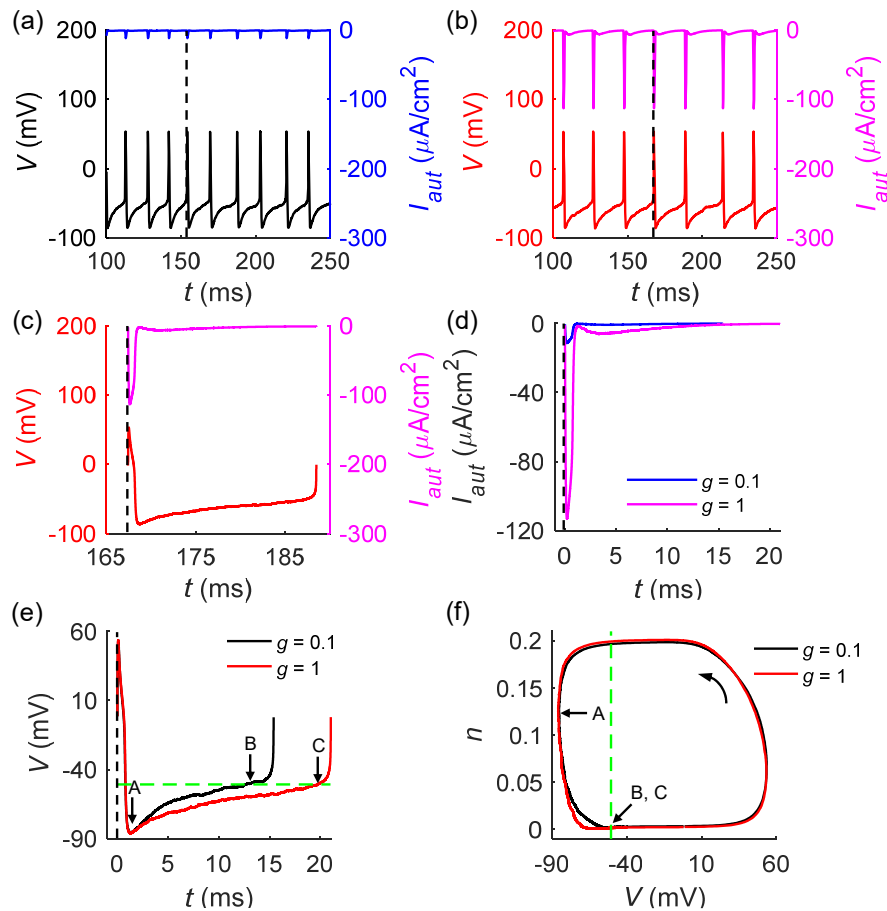 (a)
200
100
0
-100
V (mV)
0
-100
-200
-300
I_aut (μA/cm²)
100
150
200
250
t (ms)
(b)
200
100
0
-100
V (mV)
0
-100
-200
-300
I_aut (μA/cm²)
100
150
200
250
t (ms)
(c)
200
100
0
-100
V (mV)
0
-100
-200
-300
I_aut (μA/cm²)
165
175
185
t (ms)
(d)
0
-40
-80
-120
I_aut (μA/cm²)
g = 0.1
g = 1
0
5
10
15
20
t (ms)
(e)
60
10
-40
-90
V (mV)
g = 0.1
g = 1
A
B
C
0
5
10
15
20
t (ms)
(f)
0.2
0.15
0.1
0.05
0
n
g = 0.1
g = 1
A
B, C
-90
-40
10
60
V (mV)